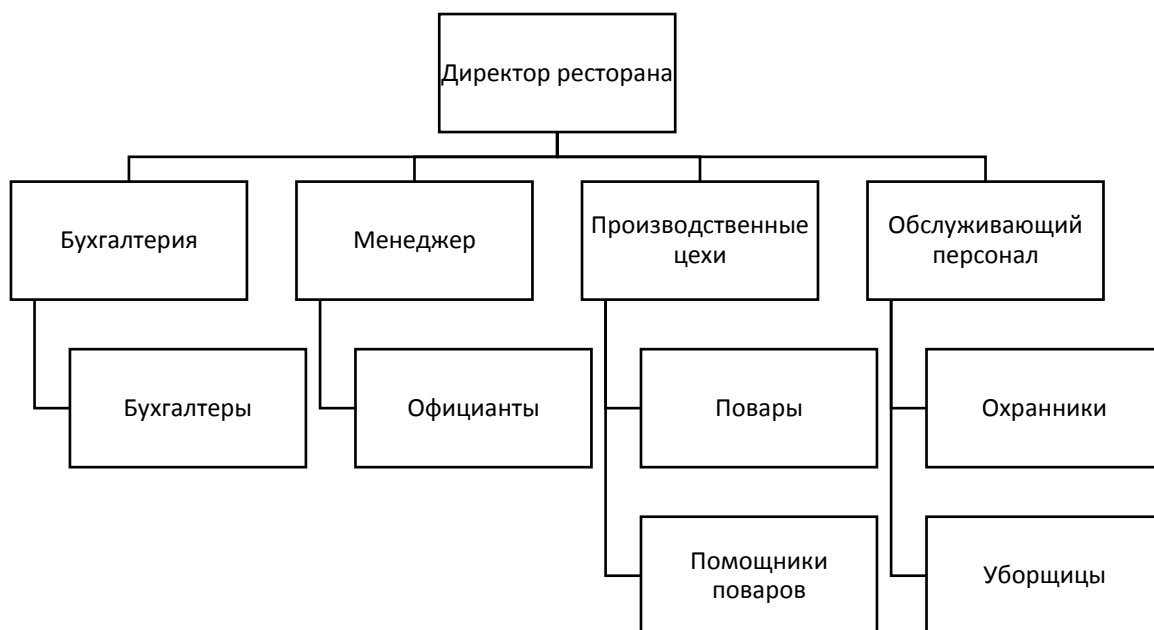 Директор ресторана
Бухгалтерия
Менеджер
Производственные
цехи
Обслуживающий
персонал
Бухгалтеры
Официанты
Повары
Охранники
Помощники
поваров
Уборщицы